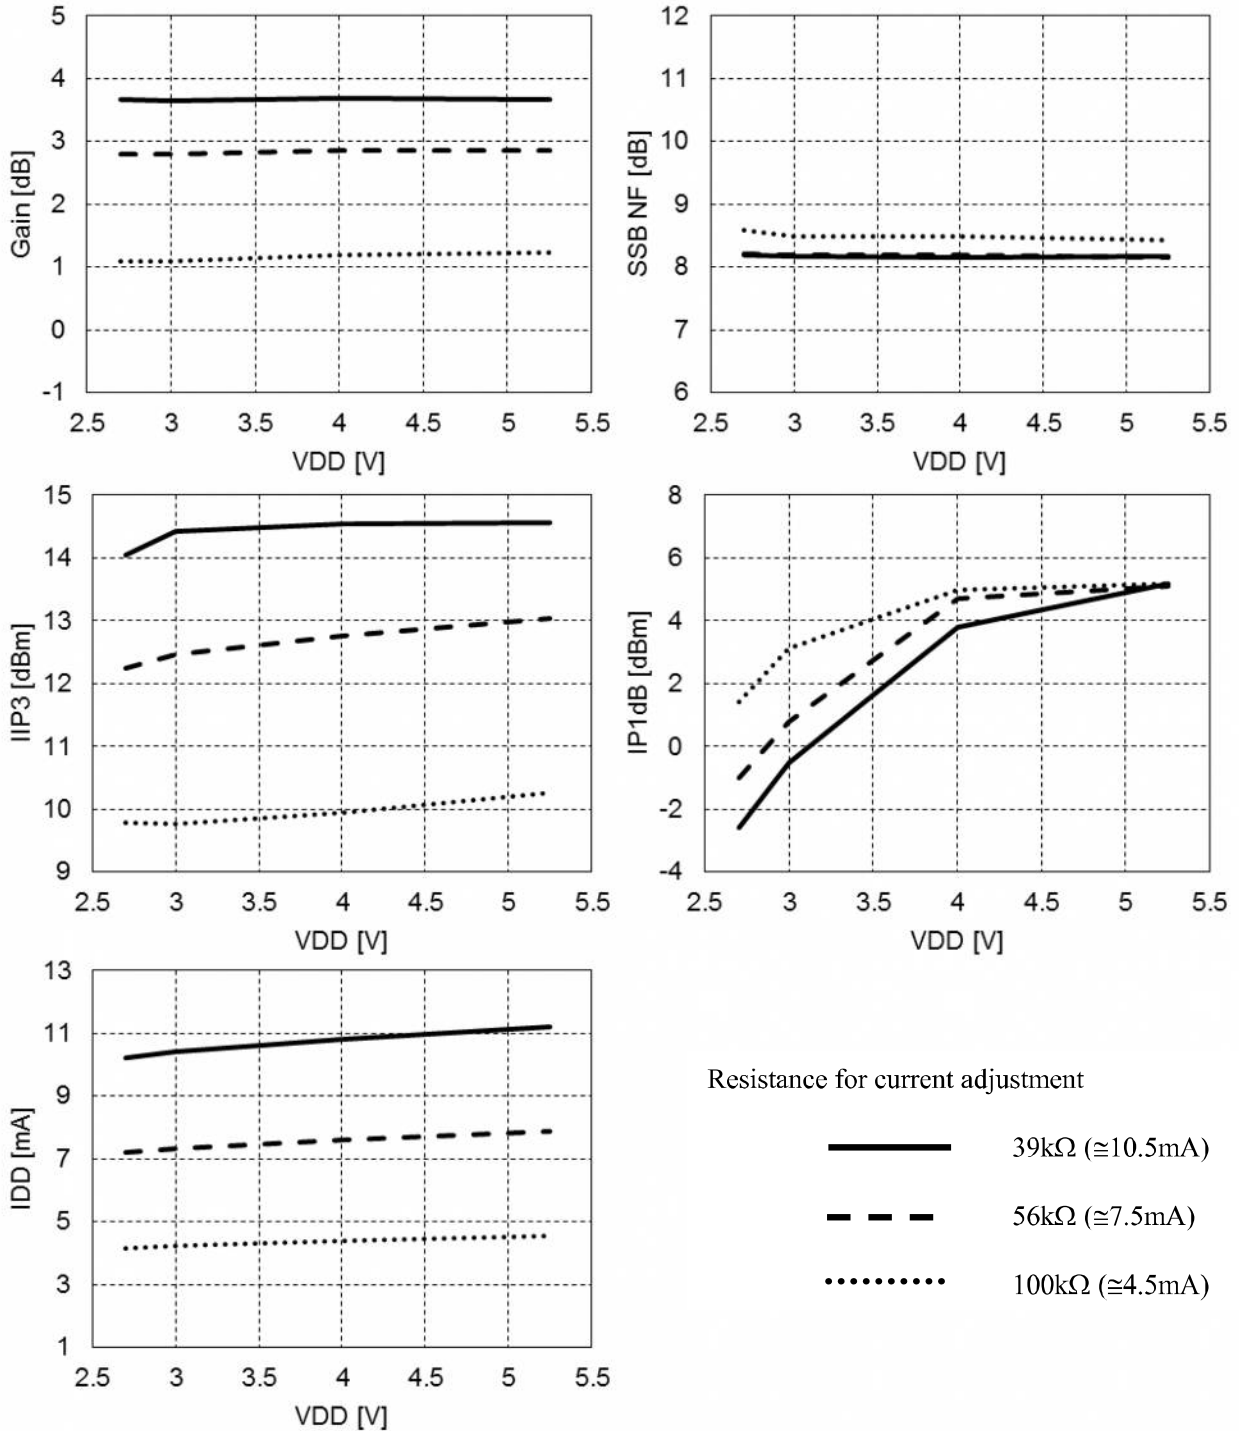 5
4
3
2
1
0
-1
Gain [dB]
2.5 3 3.5 4 4.5 5 5.5
VDD [V]
12
11
10
9
8
7
6
SSB NF [dB]
2.5 3 3.5 4 4.5 5 5.5
VDD [V]
15
14
13
12
11
10
9
IIP3 [dBm]
2.5 3 3.5 4 4.5 5 5.5
VDD [V]
8
6
4
2
0
-2
-4
IP1dB [dBm]
2.5 3 3.5 4 4.5 5 5.5
VDD [V]
13
11
9
7
5
3
1
IDD [mA]
2.5 3 3.5 4 4.5 5 5.5
VDD [V]
Resistance for current adjustment
39kΩ (≅10.5mA)
56kΩ (≅7.5mA)
100kΩ (≅4.5mA)